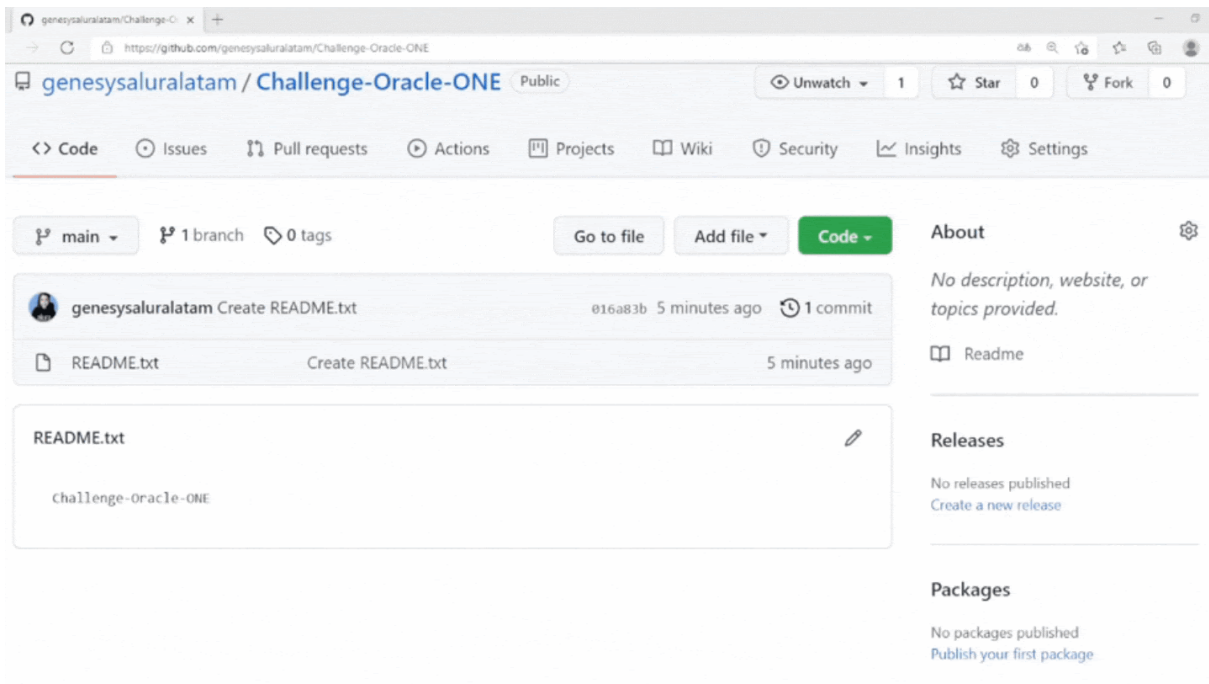 genesysaluralatam/Challenge-O
https://github.com/genesysaluralatam/Challenge-Oracle-ONE
genesysaluralatam / Challenge-Oracle-ONE Public Unwatch 1 Star 0 Fork 0
Code Issues Pull requests Actions Projects Wiki Security Insights Settings
main 1 branch 0 tags Go to file Add file Code
genesysaluralatam Create README.txt 016a83b 5 minutes ago 1 commit
README.txt Create README.txt 5 minutes ago
README.txt
Challenge-Oracle-ONE
About
No description, website, or
topics provided.
Readme
Releases
No releases published
Create a new release
Packages
No packages published
Publish your first package